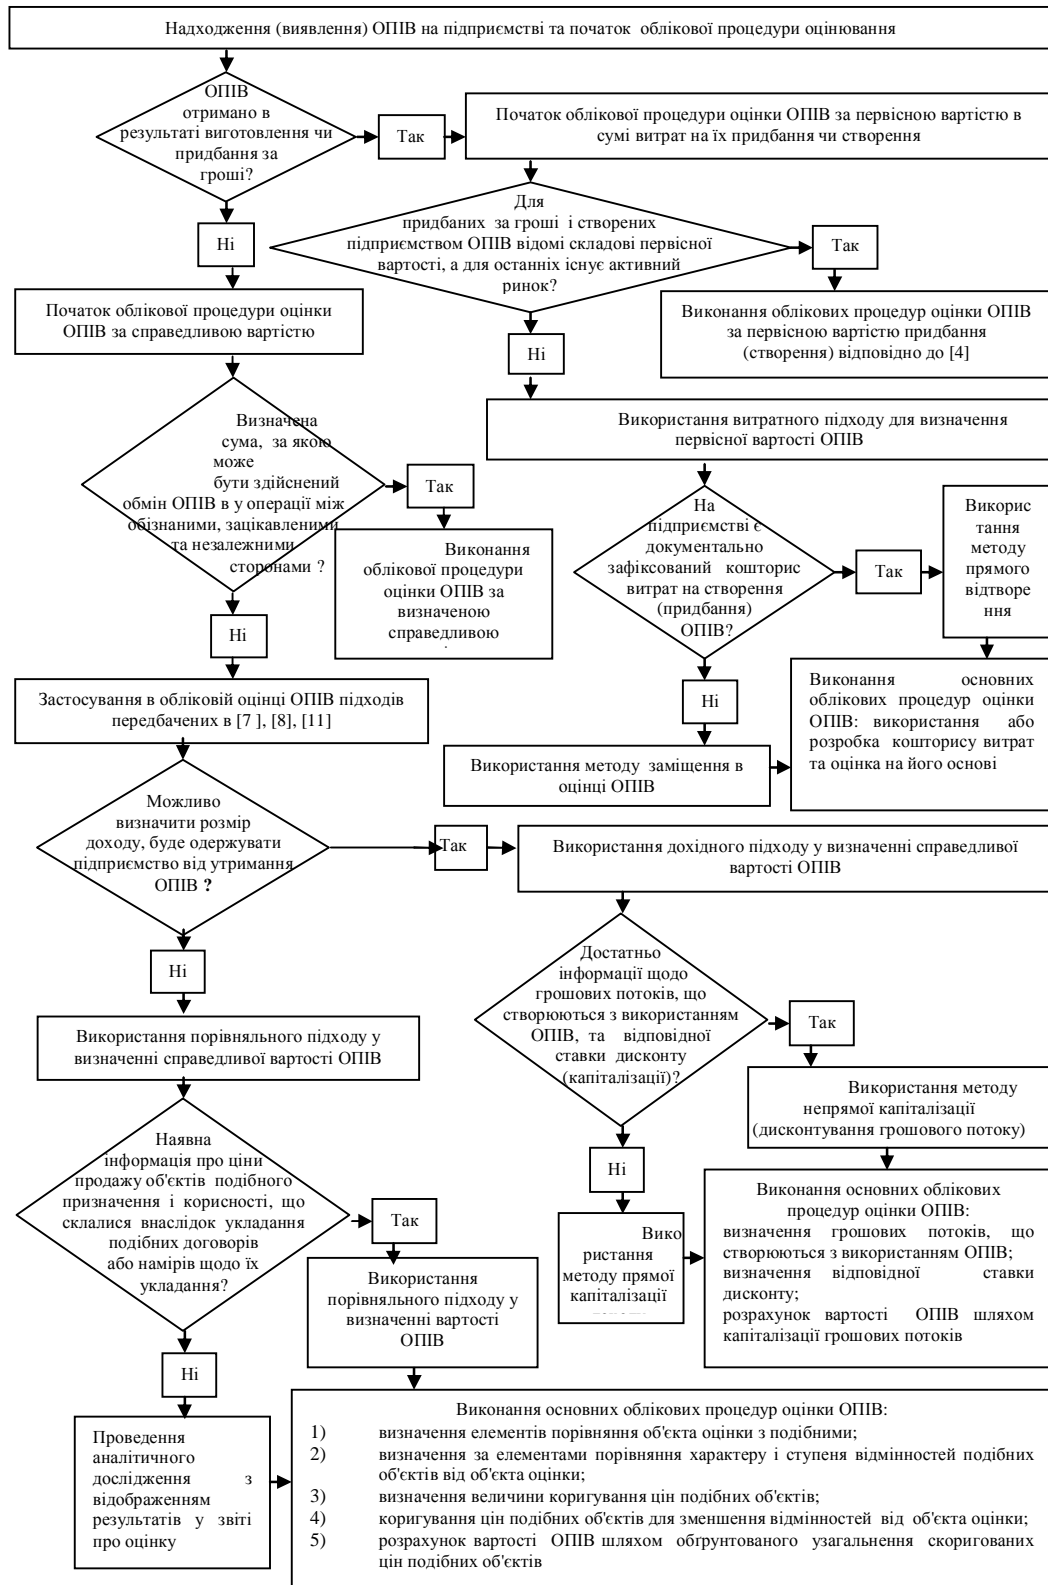 Надходження (виявлення) ОПІВ на підприємстві та початок облікової процедури оцінювання
ОПІВ
отримано в
результаті виготовлення чи
придбання за
гроші?
Так
Початок облікової процедури оцінки ОПІВ за первісною вартістю в
сумі витрат на їх придбання чи створення
Ні
Для
придбаних за гроші і створених
підприємством ОПІВ відомі складові первісної
вартості, а для останніх існує активний
ринок?
Так
Початок облікової процедури оцінки
ОПІВ за справедливою вартістю
Виконання облікових процедур оцінки ОПІВ
за первісною вартістю придбання
(створення) відповідно до [4]
Ні
Визначена
сума, за якою
може
бути здійснений
обмін ОПІВ в у операції між
обізнаними, зацікавленими
та незалежними
сторонами ?
Так
Використання витратного підходу для визначення
первісної вартості ОПІВ
На
підприємстві є
документально
зафіксований кошторис
витрат на створення
(придбання)
ОПІВ?
Так
Викорис
тання
методу
прямого
відтворе
ння
Виконання
облікової процедури
оцінки ОПІВ за
визначеною
справедливою
Ні
Застосування в обліковій оцінці ОПІВ підходів
передбачених в [7 ], [8], [11]
Ні
Виконання основних
облікових процедур оцінки
ОПІВ: використання або
розробка кошторису витрат
та оцінка на його основі
Використання методу заміщення в
оцінці ОПІВ
Можливо
визначити розмір
доходу, буде одержувати
підприємство від утримання
ОПІВ ?
Так
Використання дохідного підходу у визначенні справедливої
вартості ОПІВ
Ні
Достатньо
інформації щодо
грошових потоків, що
створюються з використанням
ОПІВ, та відповідної
ставки дисконту
(капіталізації)?
Так
Використання порівняльного підходу у
визначенні справедливої вартості ОПІВ
Використання методу
непрямої капіталізації
(дисконтування грошового потоку)
Наявна
інформація про ціни
продажу об'єктів подібного
призначення і корисності, що
склалися внаслідок укладання
подібних договорів
або намірів щодо їх
укладання?
Так
Ні
Вико
ристання
методу прямої
капіталізації
Виконання основних облікових
процедур оцінки ОПІВ:
визначення грошових потоків, що
створюються з використанням ОПІВ;
визначення відповідної ставки
дисконту;
розрахунок вартості ОПІВ шляхом
капіталізації грошових потоків
Використання
порівняльного підходу у
визначенні вартості
ОПІВ
Ні
Проведення
аналітичного
дослідження з
відображенням
результатів у звіті
про оцінку
Виконання основних облікових процедур оцінки ОПІВ:
1) визначення елементів порівняння об'єкта оцінки з подібними;
2) визначення за елементами порівняння характеру і ступеня відмінностей подібних
об'єктів від об'єкта оцінки;
3) визначення величини коригування цін подібних об'єктів;
4) коригування цін подібних об'єктів для зменшення відмінностей від об'єкта оцінки;
5) розрахунок вартості ОПІВ шляхом обґрунтованого узагальнення скоригованих
цін подібних об'єктів